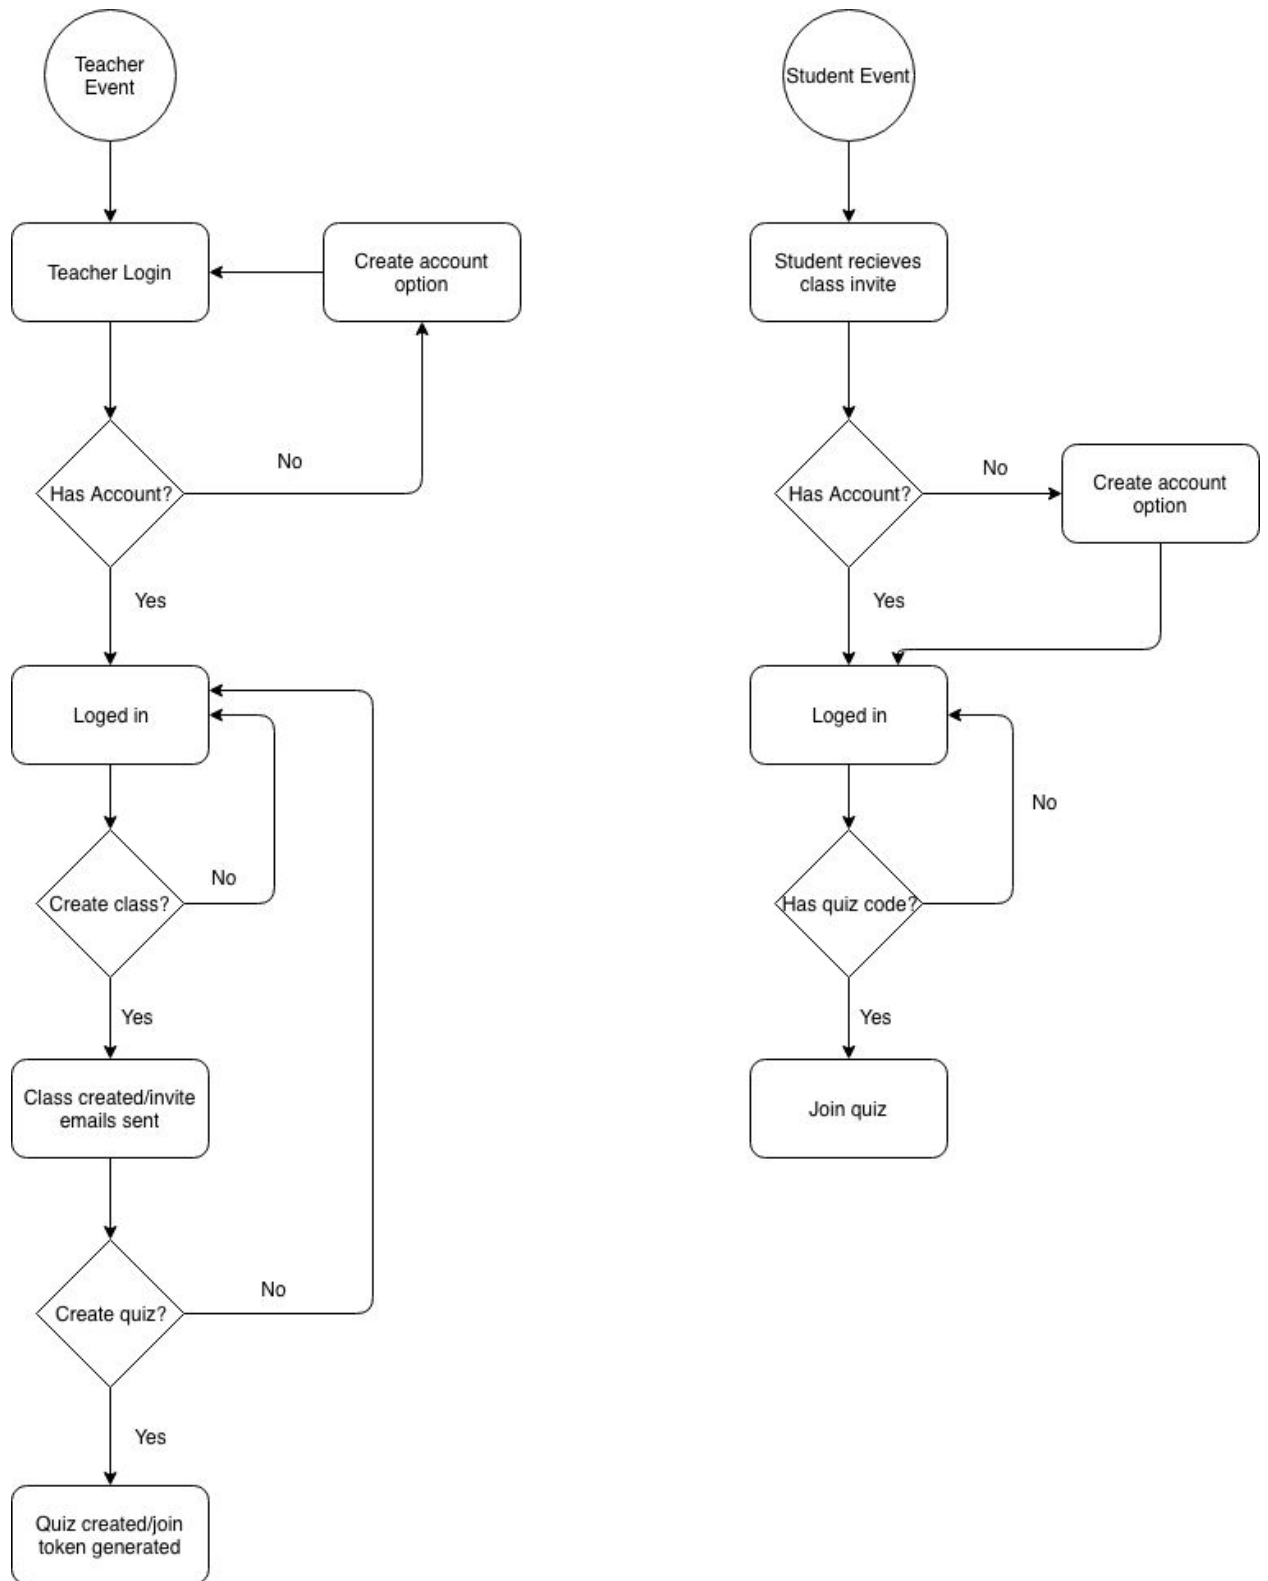 Teacher
Event
Teacher Login
Create account
option
Has Account?
No
Yes
Loged in
Create class?
No
Yes
Class created/invite
emails sent
Create quiz?
No
Yes
Quiz created/join
token generated
Student Event
Student recieves
class invite
Has Account?
No
Create account
option
Yes
Loged in
No
Has quiz code?
Yes
Join quiz